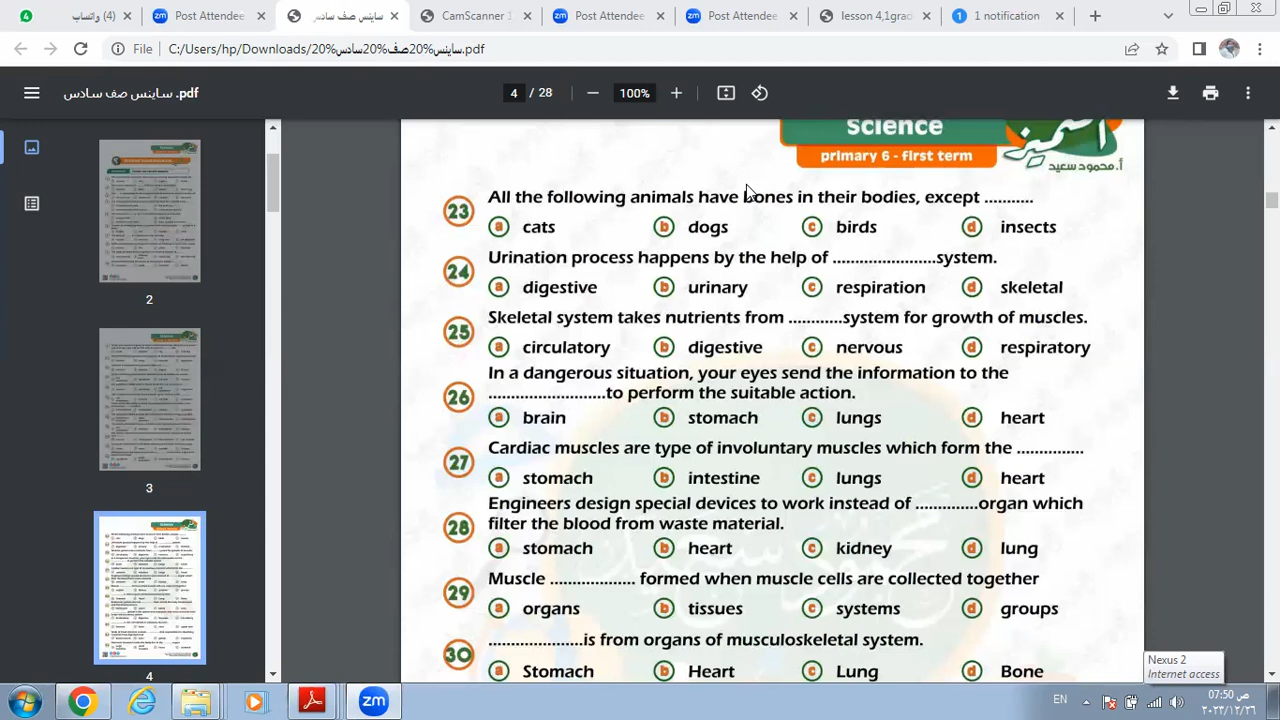 (4) واتساب
Post Attendee
ساينس صف سادس
CamScanner 1
Post Attendee
Post Attendee
lesson 4,1grad
1 notification
File C:/Users/hp/Downloads/20%ساينس20%صف20%سادس.pdf
ساينس صف سادس .pdf
4 / 28
100%
Science
primary 6 - first term
أ.محمود سعيد
23 All the following animals have bones in their bodies, except ...........
a cats b dogs c birds d insects
24 Urination process happens by the help of ......................system.
a digestive b urinary c respiration d skeletal
25 Skeletal system takes nutrients from ............system for growth of muscles.
a circulatory b digestive c nervous d respiratory
26 In a dangerous situation, your eyes send the information to the
.........................to perform the suitable action.
a brain b stomach c lungs d heart
27 Cardiac muscles are type of involuntary muscles which form the ..............
a stomach b intestine c lungs d heart
28 Engineers design special devices to work instead of ..............organ which
filter the blood from waste material.
a stomach b heart c kidney d lung
29 Muscle .................. formed when muscle cells are collected together
a organs b tissues c systems d groups
30 ....................is from organs of musculoskeletal system.
a Stomach b Heart c Lung d Bone
2
3
4
Nexus 2
Internet access
EN
07:50 ص
٢٠٢٣/١٢/٢٦